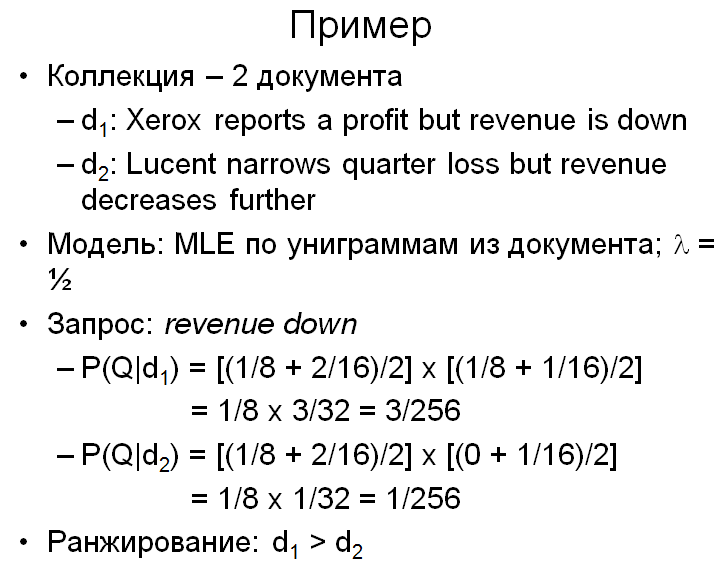 Пример
• Коллекция – 2 документа
– d₁: Xerox reports a profit but revenue is down
– d₂: Lucent narrows quarter loss but revenue
decreases further
• Модель: MLE по униграммам из документа; λ =
½
• Запрос: revenue down
– P(Q|d₁) = [(1/8 + 2/16)/2] x [(1/8 + 1/16)/2]
= 1/8 x 3/32 = 3/256
– P(Q|d₂) = [(1/8 + 2/16)/2] x [(0 + 1/16)/2]
= 1/8 x 1/32 = 1/256
• Ранжирование: d₁ > d₂